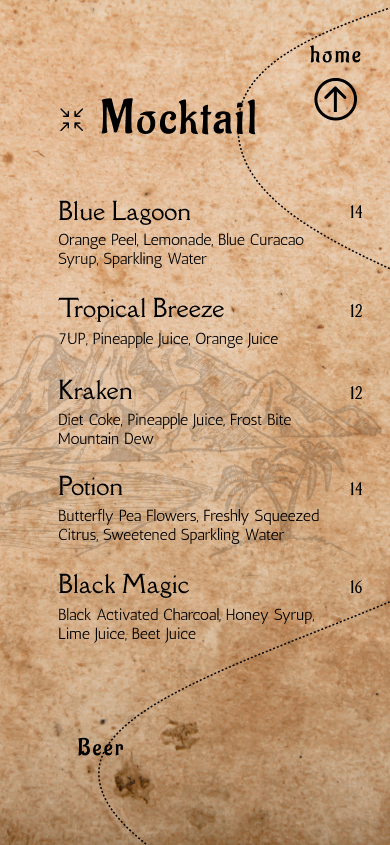 home
Mocktail
Blue Lagoon 14
Orange Peel, Lemonade, Blue Curacao
Syrup, Sparkling Water
Tropical Breeze 12
7UP, Pineapple Juice, Orange Juice
Kraken 12
Diet Coke, Pineapple Juice, Frost Bite
Mountain Dew
Potion 14
Butterfly Pea Flowers, Freshly Squeezed
Citrus, Sweetened Sparkling Water
Black Magic 16
Black Activated Charcoal, Honey Syrup,
Lime Juice, Beet Juice
Beer